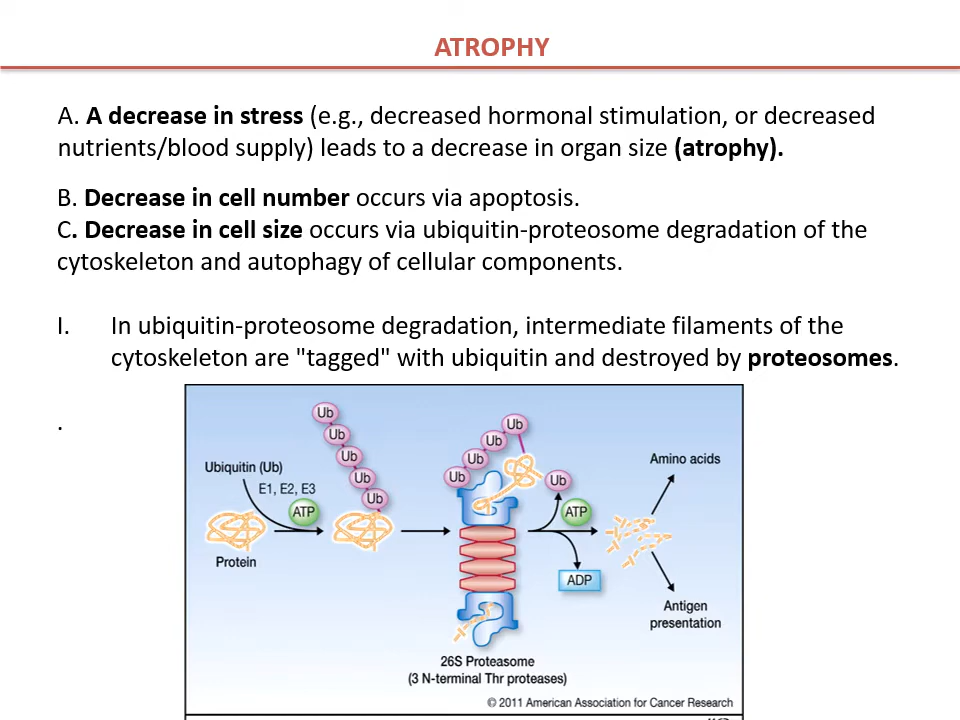 ATROPHY
A. A decrease in stress (e.g., decreased hormonal stimulation, or decreased
nutrients/blood supply) leads to a decrease in organ size (atrophy).
B. Decrease in cell number occurs via apoptosis.
C. Decrease in cell size occurs via ubiquitin-proteosome degradation of the
cytoskeleton and autophagy of cellular components.
I. In ubiquitin-proteosome degradation, intermediate filaments of the
cytoskeleton are "tagged" with ubiquitin and destroyed by proteosomes.
.
Ub
Ub
Ub
Ub
Ub
Ub
Ub
Ub
Ub
Ub
Ubiquitin (Ub)
E1, E2, E3
ATP
Protein
ATP
ADP
Amino acids
Antigen
presentation
26S Proteasome
(3 N-terminal Thr proteases)
© 2011 American Association for Cancer Research